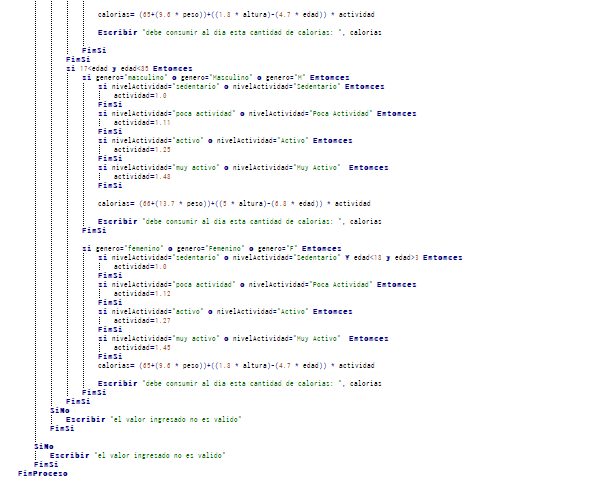 calorias= (65+(9.6 * peso))+((1.8 * altura)-(4.7 * edad)) * actividad
Escribir "debe consumir al dia esta cantidad de calorias: ", calorias
FinSi
FinSi
si 17<edad y edad<85 Entonces
si genero="masculino" o genero="Masculino" o genero="M" Entonces
si nivelActividad="sedentario" o nivelActividad="Sedentario" Entonces
actividad=1.0
FinSi
si nivelActividad="poca actividad" o nivelActividad="Poca Actividad" Entonces
actividad=1.11
FinSi
si nivelActividad="activo" o nivelActividad="Activo" Entonces
actividad=1.25
FinSi
si nivelActividad="muy activo" o nivelActividad="Muy Activo" Entonces
actividad=1.48
FinSi
calorias= (66+(13.7 * peso))+((5 * altura)-(6.8 * edad)) * actividad
Escribir "debe consumir al dia esta cantidad de calorias: ", calorias
FinSi
si genero="femenino" o genero="Femenino" o genero="F" Entonces
si nivelActividad="sedentario" o nivelActividad="Sedentario" Y edad<18 y edad>3 Entonces
actividad=1.0
FinSi
si nivelActividad="poca actividad" o nivelActividad="Poca Actividad" Entonces
actividad=1.12
FinSi
si nivelActividad="activo" o nivelActividad="Activo" Entonces
actividad=1.27
FinSi
si nivelActividad="muy activo" o nivelActividad="Muy Activo" Entonces
actividad=1.45
FinSi
calorias= (65+(9.6 * peso))+((1.8 * altura)-(4.7 * edad)) * actividad
Escribir "debe consumir al dia esta cantidad de calorias: ", calorias
FinSi
FinSi
SiNo
Escribir "el valor ingresado no es valido"
FinSi
SiNo
Escribir "el valor ingresado no es valido"
FinSi
FinProceso